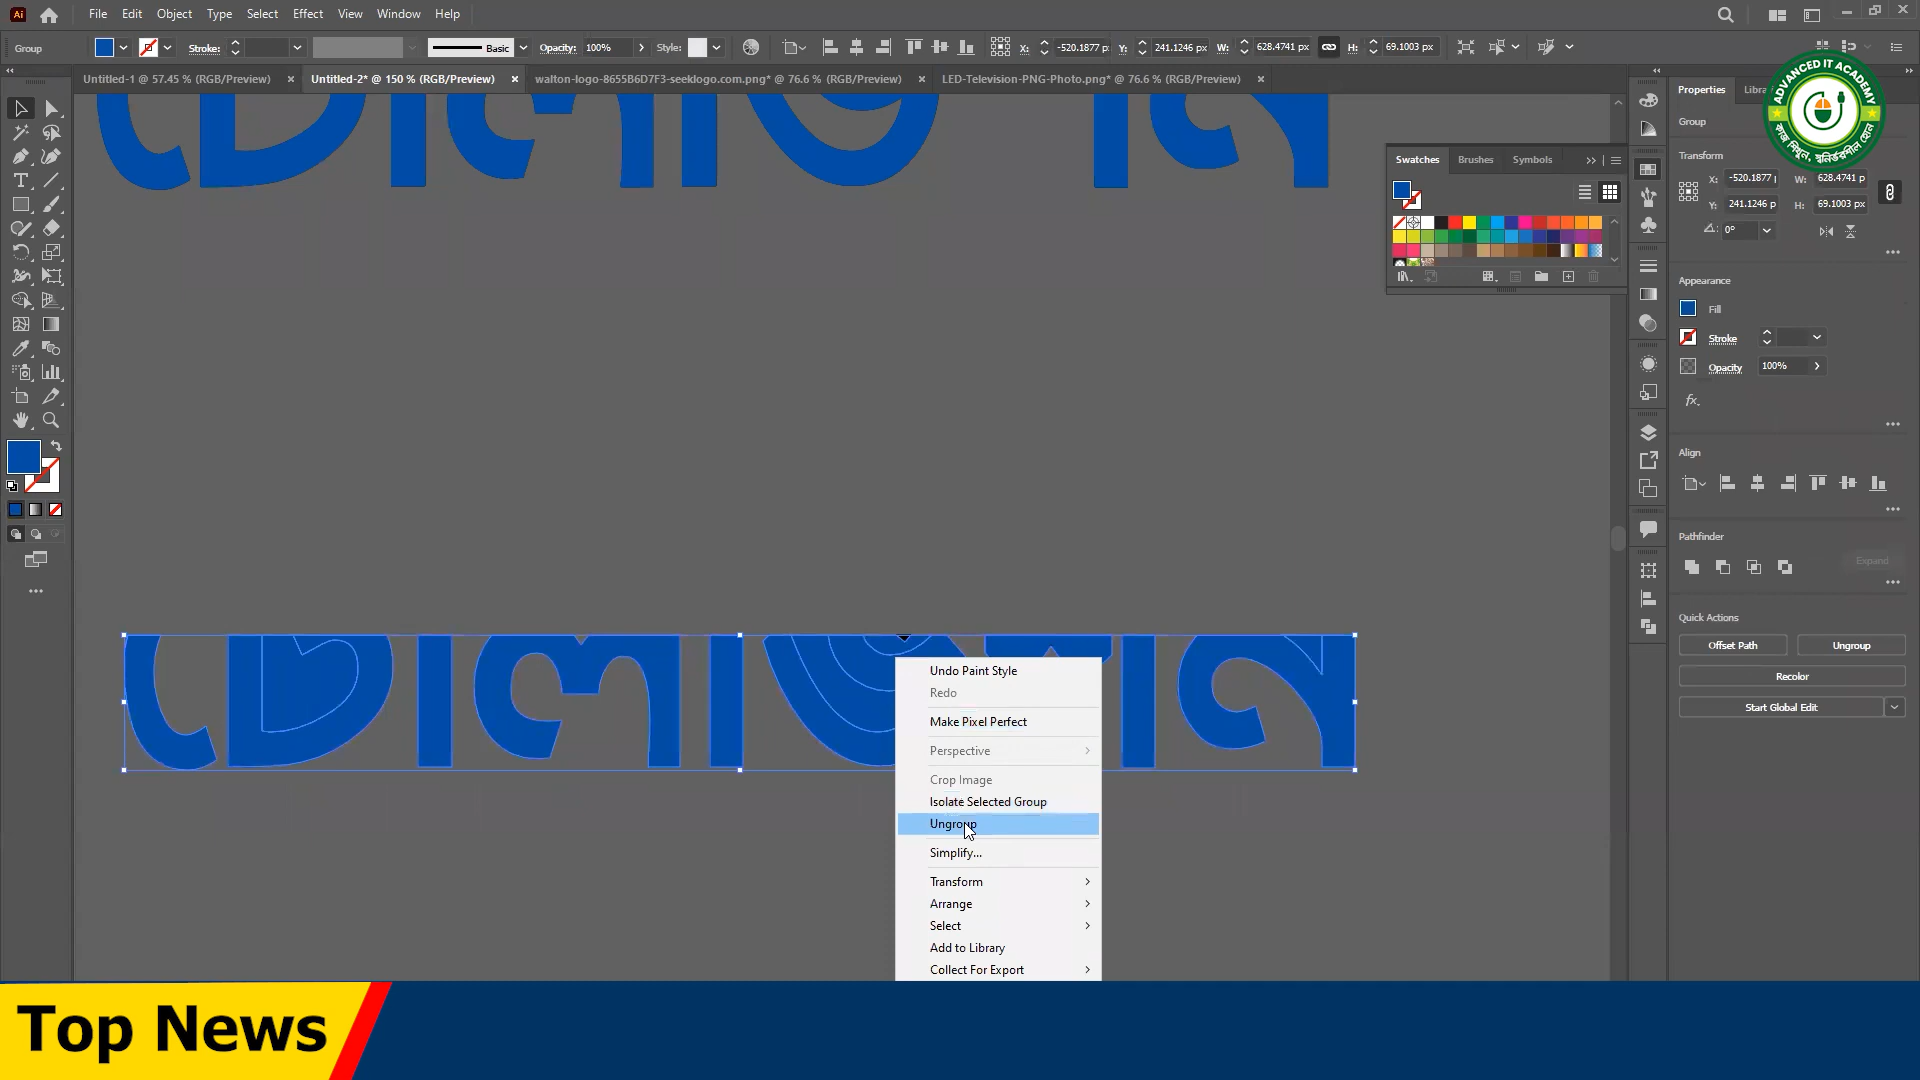 File Edit Object Type Select Effect View Window Help
Group Stroke: Basic Opacity: 100% Style: X: -520.1877 p Y: 241.1246 px W: 628.4741 px H: 69.1003 px
Untitled-1 @ 57.45 % (RGB/Preview) × Untitled-2* @ 150 % (RGB/Preview) × walton-logo-8655B6D7F3-seeklogo.com.png* @ 76.6 % (RGB/Preview) × LED-Television-PNG-Photo.png* @ 76.6 % (RGB/Preview) ×
ADVANCED IT ACADEMY
কাজ শিখুন, স্বনির্ভরশীল হোন
Swatches Brushes Symbols
Properties
Group
Transform
X: -520.1877 W: 628.4741 p
Y: 241.1246 p H: 69.1003 px
0°
Appearance
Fill
Stroke
Opacity 100%
fx.
Align
Pathfinder
Expand
Quick Actions
Offset Path Ungroup
Recolor
Start Global Edit
Undo Paint Style
Redo
Make Pixel Perfect
Perspective
Crop Image
Isolate Selected Group
Ungroup
Simplify...
Transform
Arrange
Select
Add to Library
Collect For Export
Top News